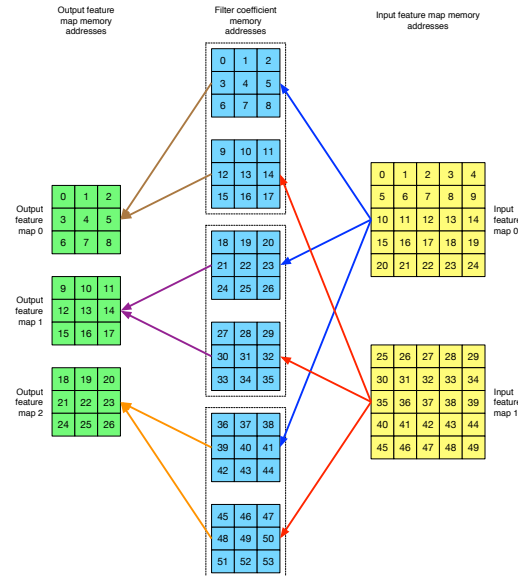 Output feature
map memory
addresses
Filter coefficient
memory
addresses
Input feature map memory
addresses
0 1 2
3 4 5
6 7 8
9 10 11
12 13 14
15 16 17
18 19 20
21 22 23
24 25 26
27 28 29
30 31 32
33 34 35
36 37 38
39 40 41
42 43 44
45 46 47
48 49 50
51 52 53
Output
feature
map 0
0 1 2
3 4 5
6 7 8
Output
feature
map 1
9 10 11
12 13 14
15 16 17
Output
feature
map 2
18 19 20
21 22 23
24 25 26
0 1 2 3 4
5 6 7 8 9
10 11 12 13 14
15 16 17 18 19
20 21 22 23 24
Input
feature
map 0
25 26 27 28 29
30 31 32 33 34
35 36 37 38 39
40 41 42 43 44
45 46 47 48 49
Input
feature
map 1